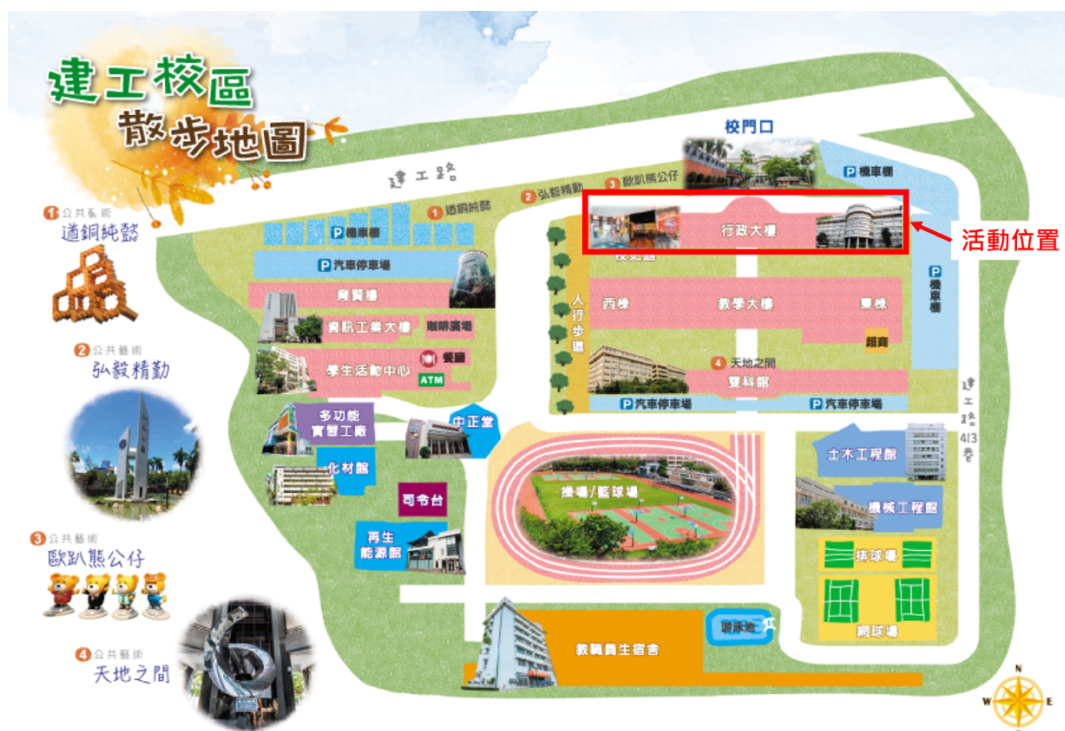 建工校區
散步地圖
校門口
建工路
P 機車棚
1 遒銅純懿
2 弘毅精勤
3 歐趴熊公仔
行政大樓
活動位置
1 公共藝術
遒銅純懿
P 機車棚
P 汽車停車場
育賢樓
資訊工業大樓
咖啡廣場
學生活動中心
餐廳
ATM
人行步道
西棟
教學大樓
東棟
P 機車棚
超商
4 天地之間
雙科館
P 汽車停車場
P 汽車停車場
建工路413巷
2 公共藝術
弘毅精勤
多功能
實習工廠
中正堂
化材館
司令台
再生
能源館
操場/籃球場
土木工程館
機械工程館
排球場
網球場
3 公共藝術
歐趴熊公仔
4 公共藝術
天地之間
教職員生宿舍
游泳池
N
W
E